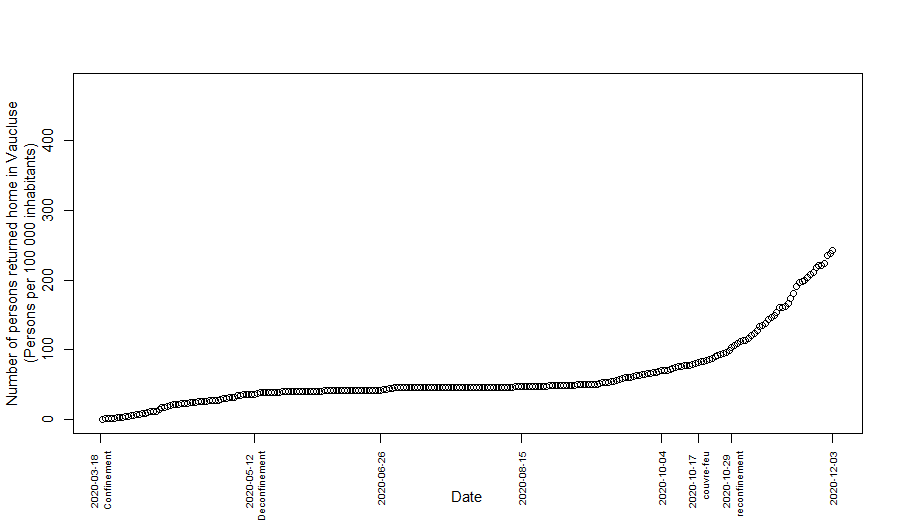 Number of persons returned home in Vaucluse
(Persons per 100 000 inhabitants)
400
300
200
100
0
2020-03-18
Confinement
2020-05-12
Deconfinement
2020-06-26
2020-08-15
2020-10-04
2020-10-17
couvre-feu
2020-10-29
reconfinement
2020-12-03
Date